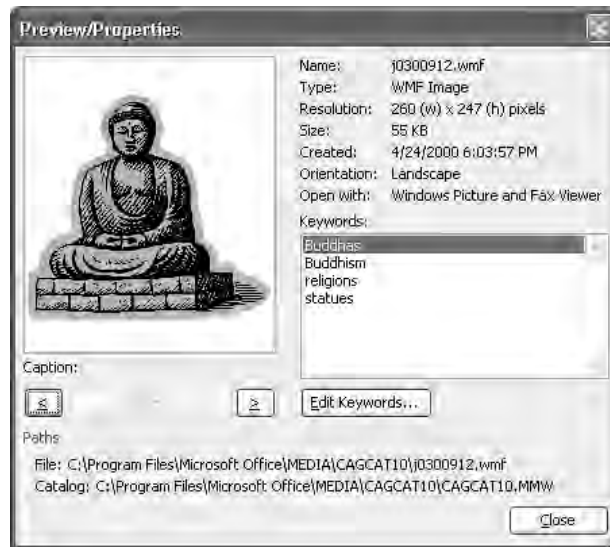 Preview/Properties
Name: j0300912.wmf
Type: WMF Image
Resolution: 260 (w) x 247 (h) pixels
Size: 55 KB
Created: 4/24/2000 6:03:57 PM
Orientation: Landscape
Open with: Windows Picture and Fax Viewer
Keywords:
Buddhas
Buddhism
religions
statues
Caption:
< >
Edit Keywords...
Paths
File: C:\Program Files\Microsoft Office\MEDIA\CAGCAT10\j0300912.wmf
Catalog: C:\Program Files\Microsoft Office\MEDIA\CAGCAT10\CAGCAT10.MMW
Close